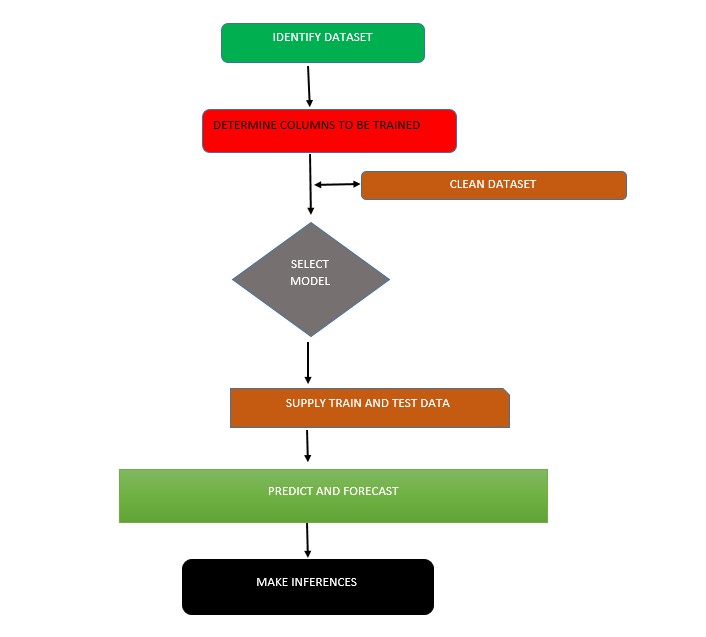 IDENTIFY DATASET
DETERMINE COLUMNS TO BE TRAINED
CLEAN DATASET
SELECT
MODEL
SUPPLY TRAIN AND TEST DATA
PREDICT AND FORECAST
MAKE INFERENCES